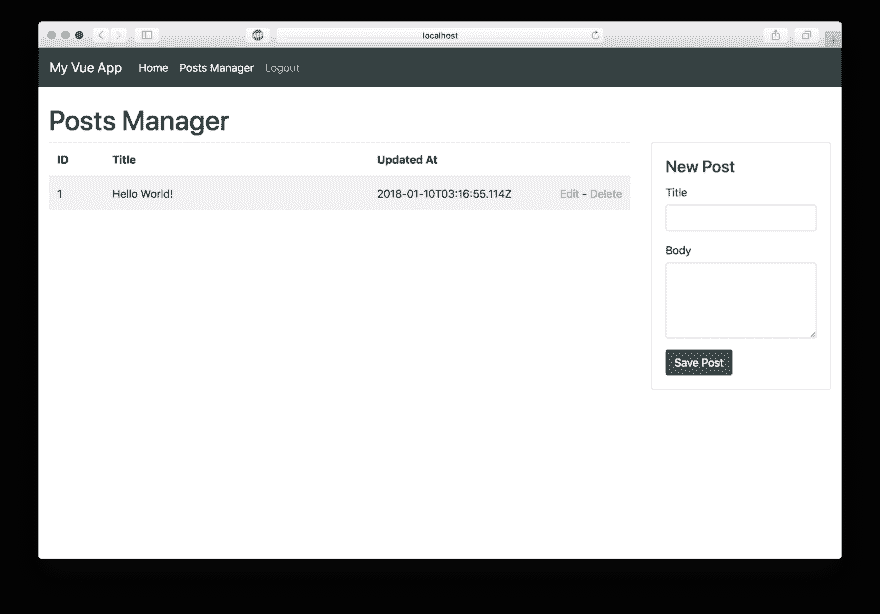 localhost
My Vue App Home Posts Manager Logout
Posts Manager
ID Title Updated At
1 Hello World! 2018-01-10T03:16:55.114Z Edit - Delete
New Post
Title
Body
Save Post